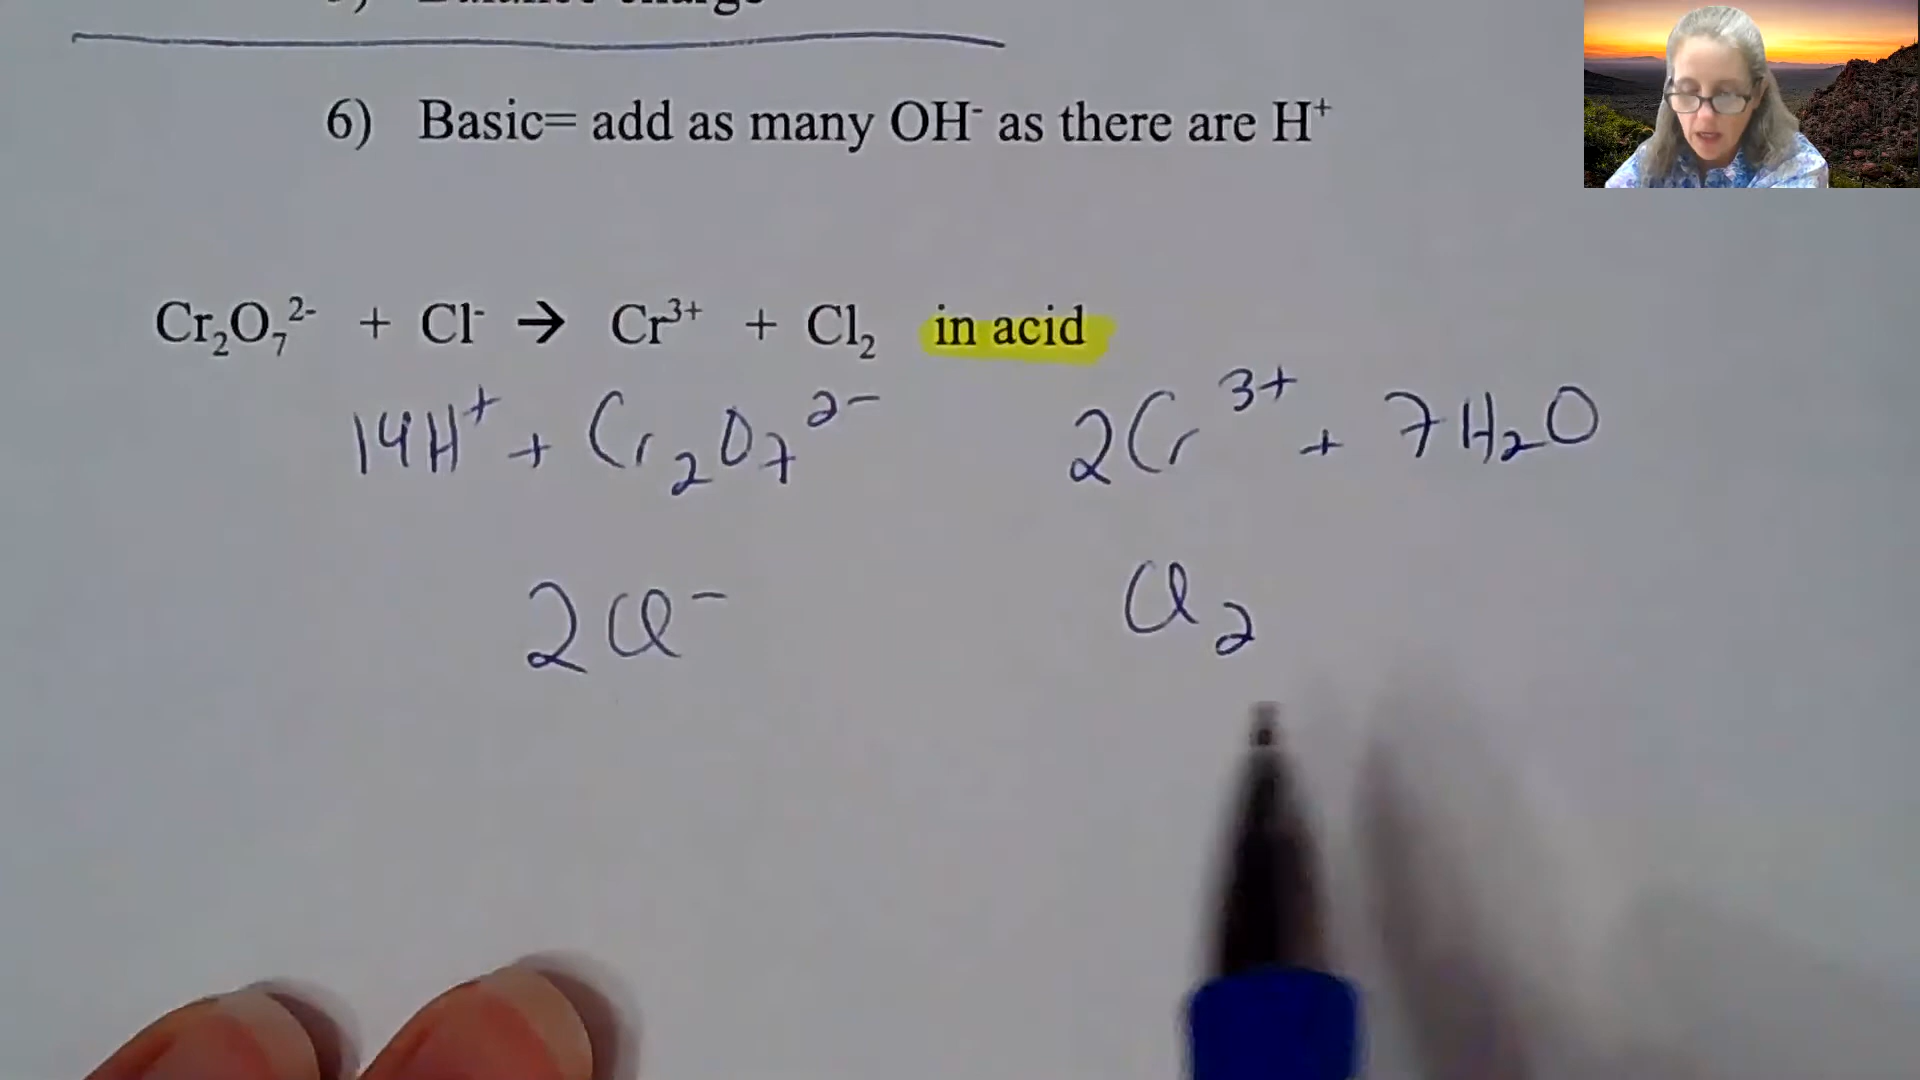 6) Basic= add as many OH⁻ as there are H⁺
Cr₂O₇²⁻ + Cl⁻ → Cr³⁺ + Cl₂ in acid
14H⁺ + Cr₂O₇²⁻ 2Cr³⁺ + 7H₂O
2Cl⁻ Cl₂